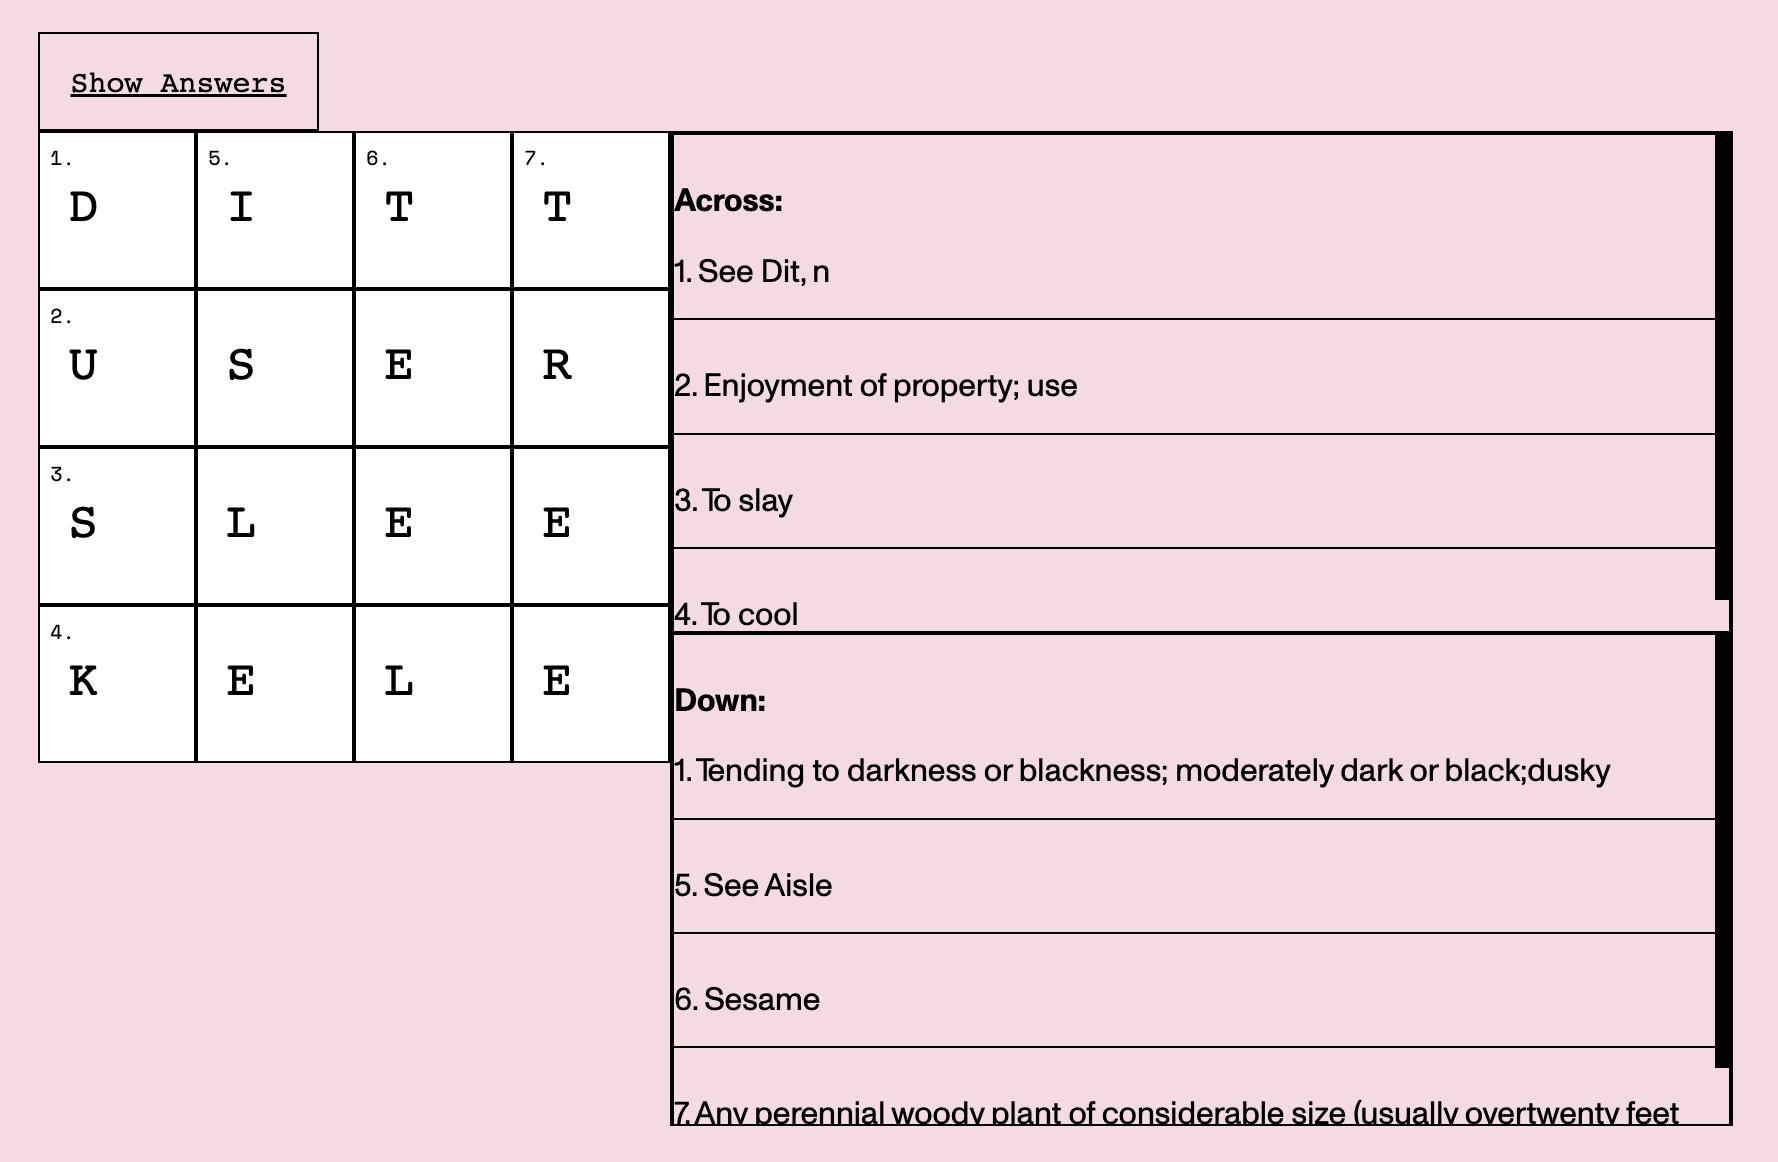 Show Answers
1. 5. 6. 7.
D I T T
2.
U S E R
3.
S L E E
4.
K E L E
Across:
1. See Dit, n
2. Enjoyment of property; use
3. To slay
4. To cool
Down:
1. Tending to darkness or blackness; moderately dark or black;dusky
5. See Aisle
6. Sesame
7. Any perennial woody plant of considerable size (usually overtwenty feet